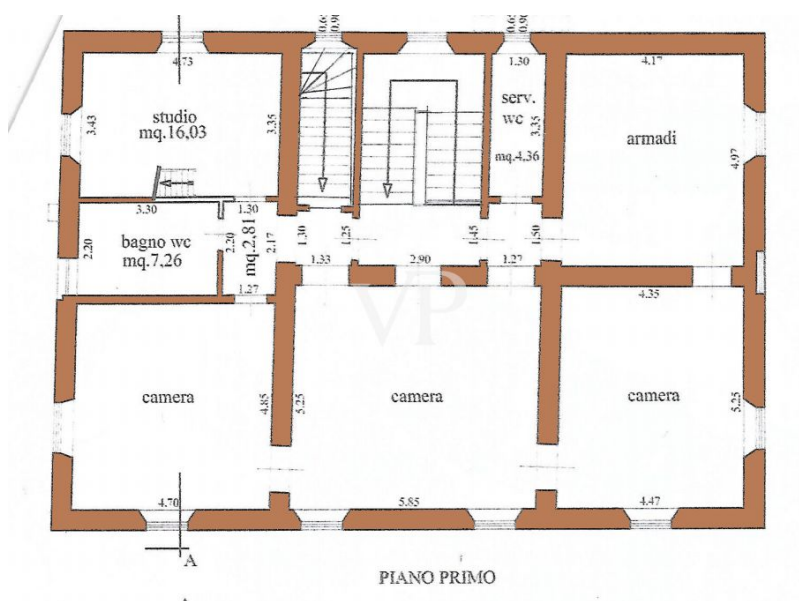 0.65
0.90
0.65
0.90
4.73
1.30
4.17
studio
mq.16,03
3.43
3.35
serv.
wc
3.35
mq.4,36
armadi
4.97
3.30
1.30
bagno wc
mq.7,26
2.20
2.20
mq.2,81
2.17
1.30
1.25
1.45
1.50
1.27
1.33
2.90
1.27
4.35
VP
camera
4.85
5.25
camera
camera
5.25
4.70
5.85
4.47
A
PIANO PRIMO